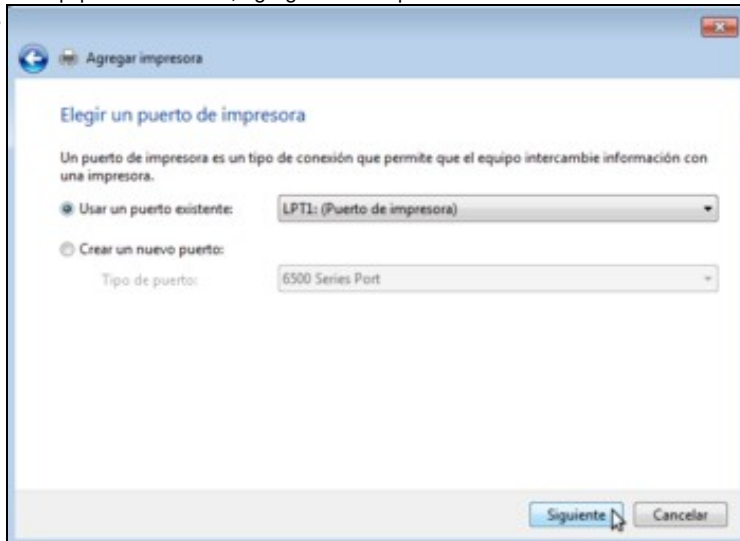 Agregar impresora
Elegir un puerto de impresora
Un puerto de impresora es un tipo de conexión que permite que el equipo intercambie información con
una impresora.
Usar un puerto existente: LPT1: (Puerto de impresora)
Crear un nuevo puerto:
Tipo de puerto: 6500 Series Port
Siguiente Cancelar